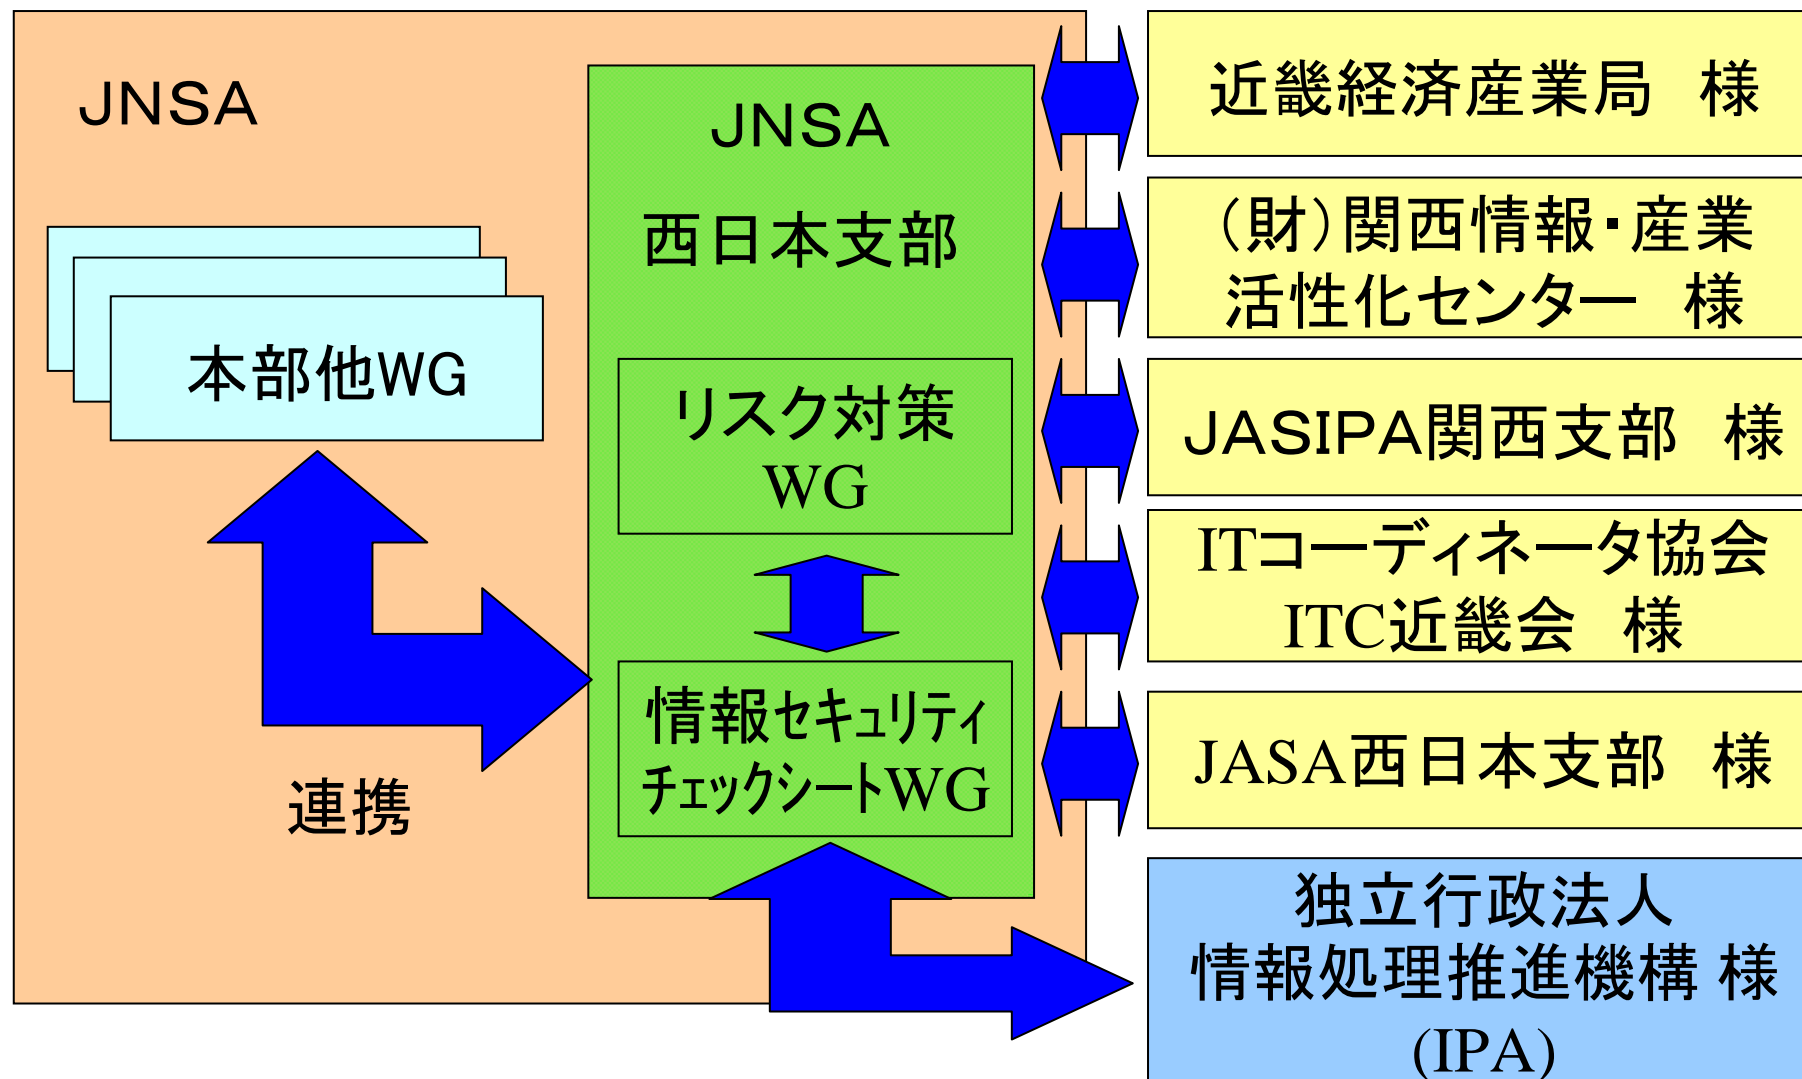 JNSA
本部他WG
連携
JNSA
西日本支部
リスク対策
WG
情報セキュリティ
チェックシートWG
近畿経済産業局　様
（財）関西情報・産業
活性化センター　様
JASIPA関西支部　様
ITコーディネータ協会
ITC近畿会　様
JASA西日本支部　様
独立行政法人
情報処理推進機構 様
(IPA)